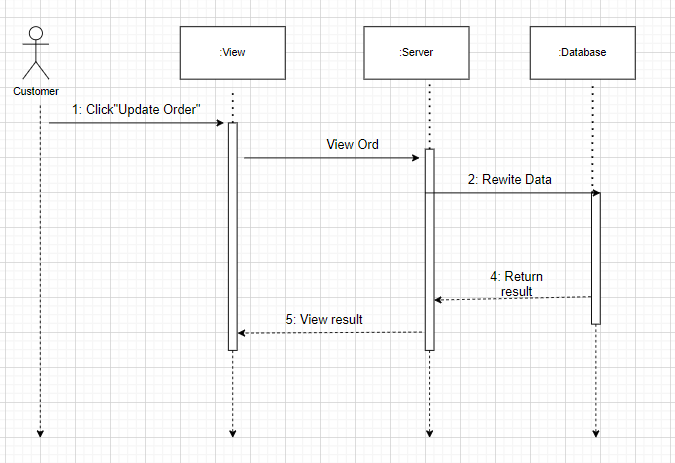 :View
:Server
:Database
Customer
1: Click"Update Order"
View Ord
2: Rewite Data
4: Return
result
5: View result